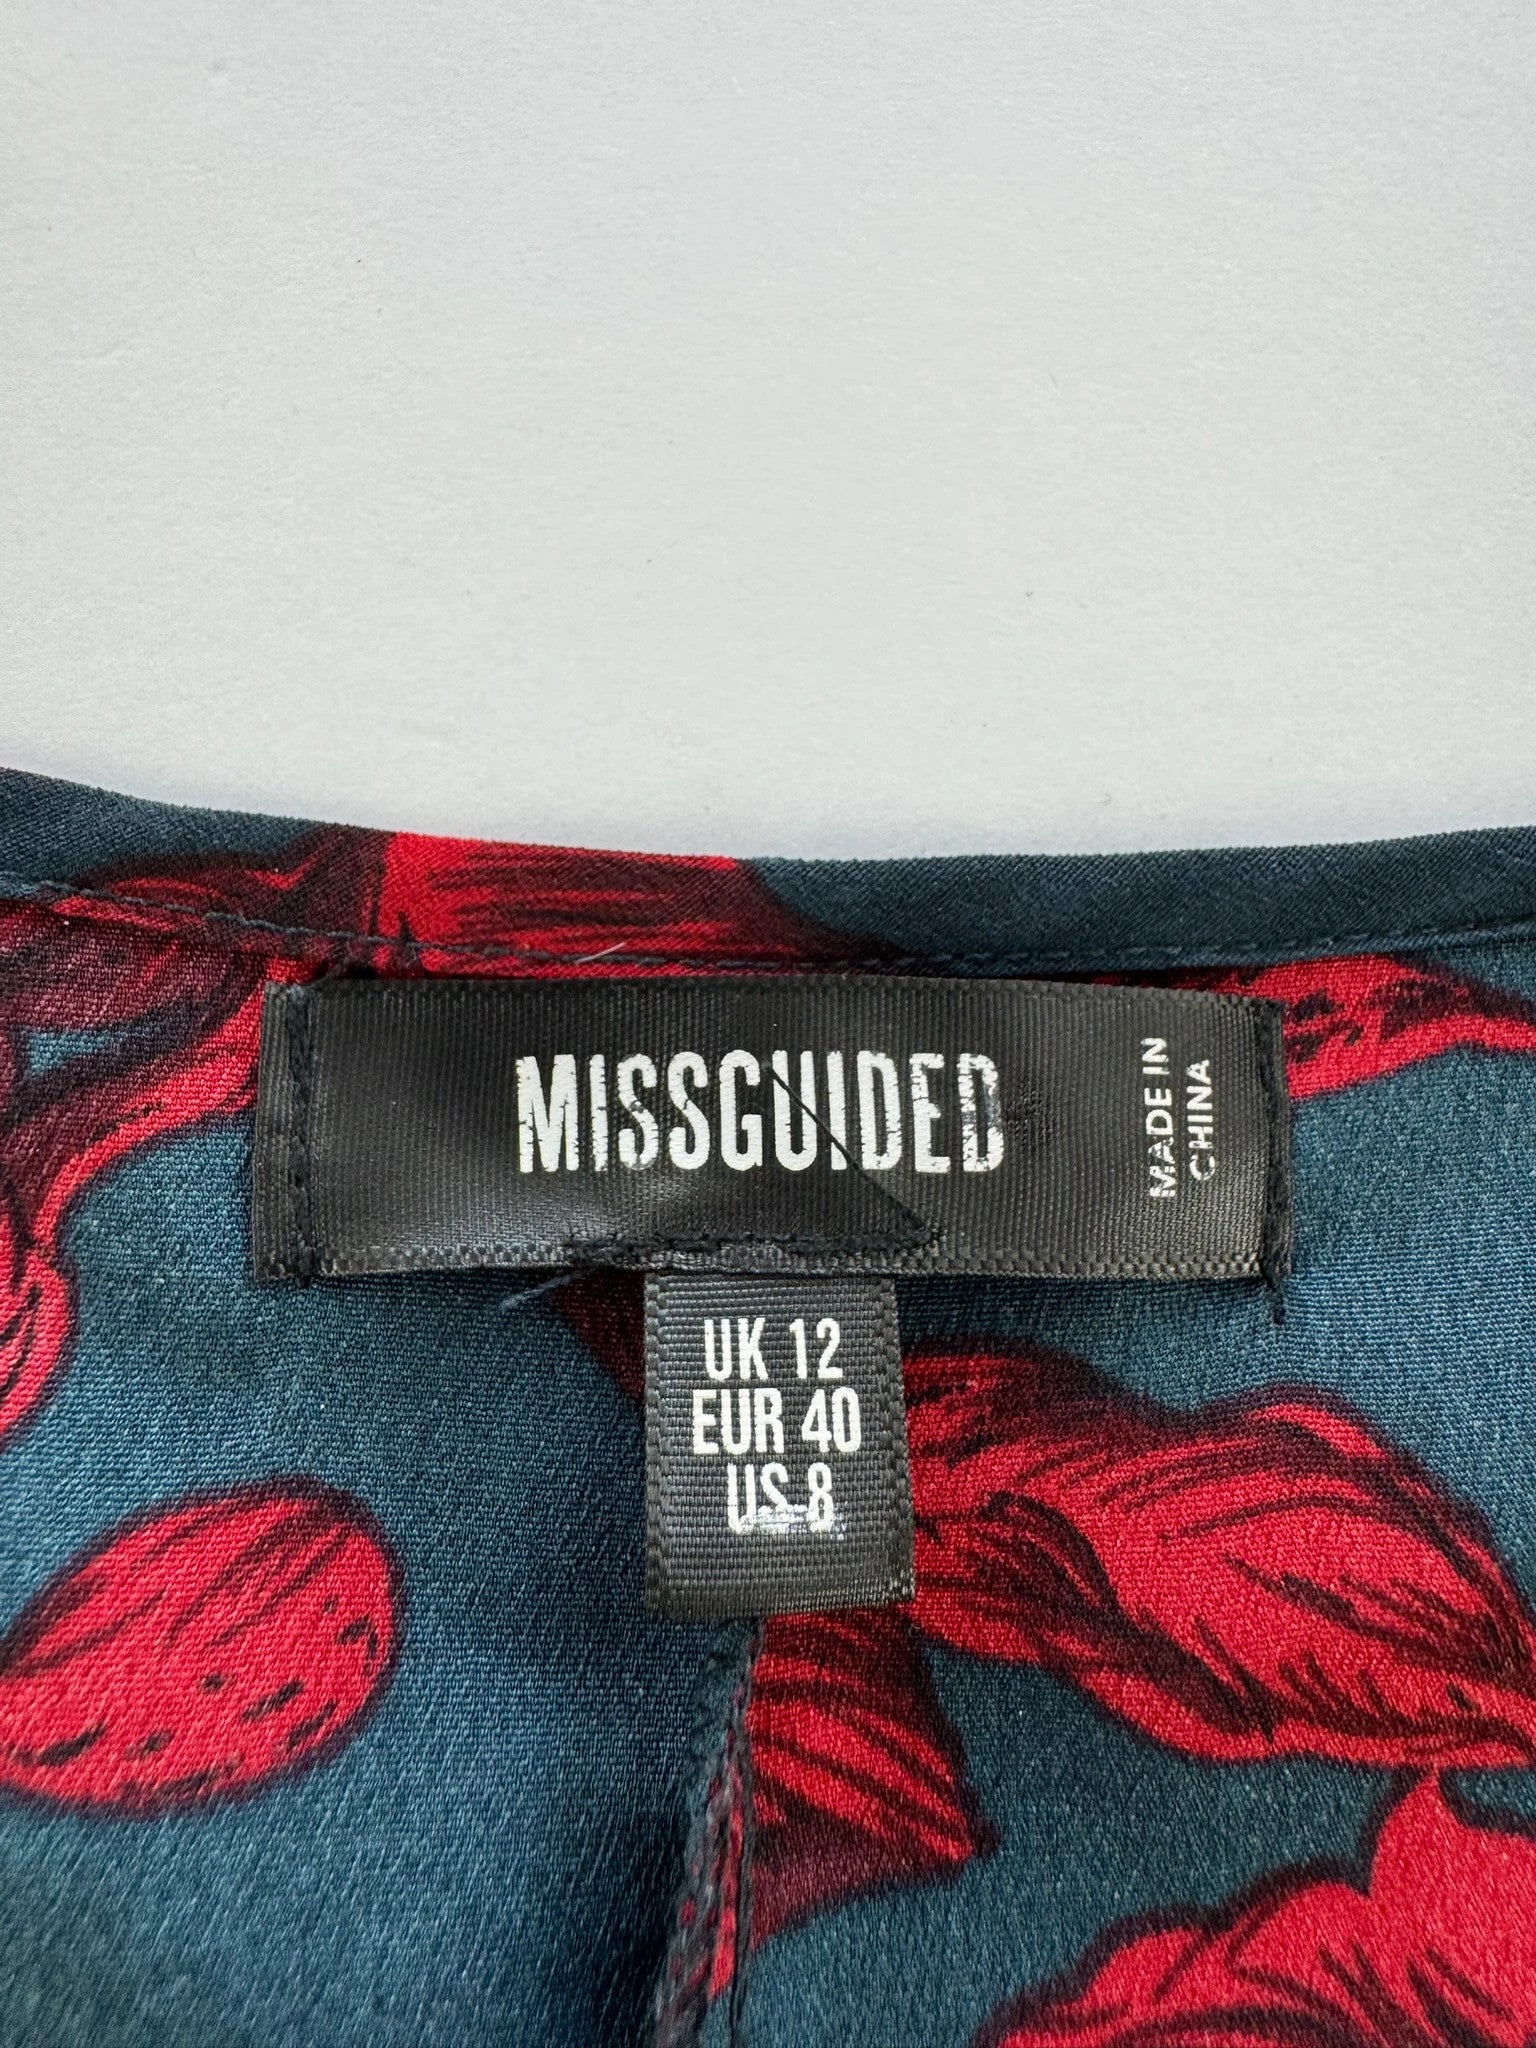 MISSGUIDED
MADE IN
CHINA
UK 12
EUR 40
US 8